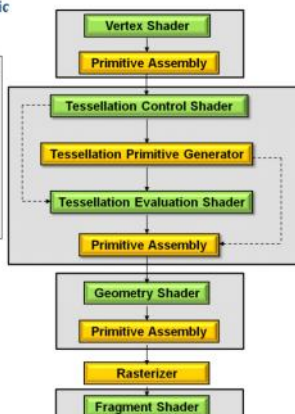 ic
Vertex Shader
Primitive Assembly
Tessellation Control Shader
Tessellation Primitive Generator
Tessellation Evaluation Shader
Primitive Assembly
Geometry Shader
Primitive Assembly
Rasterizer
Fragment Shader